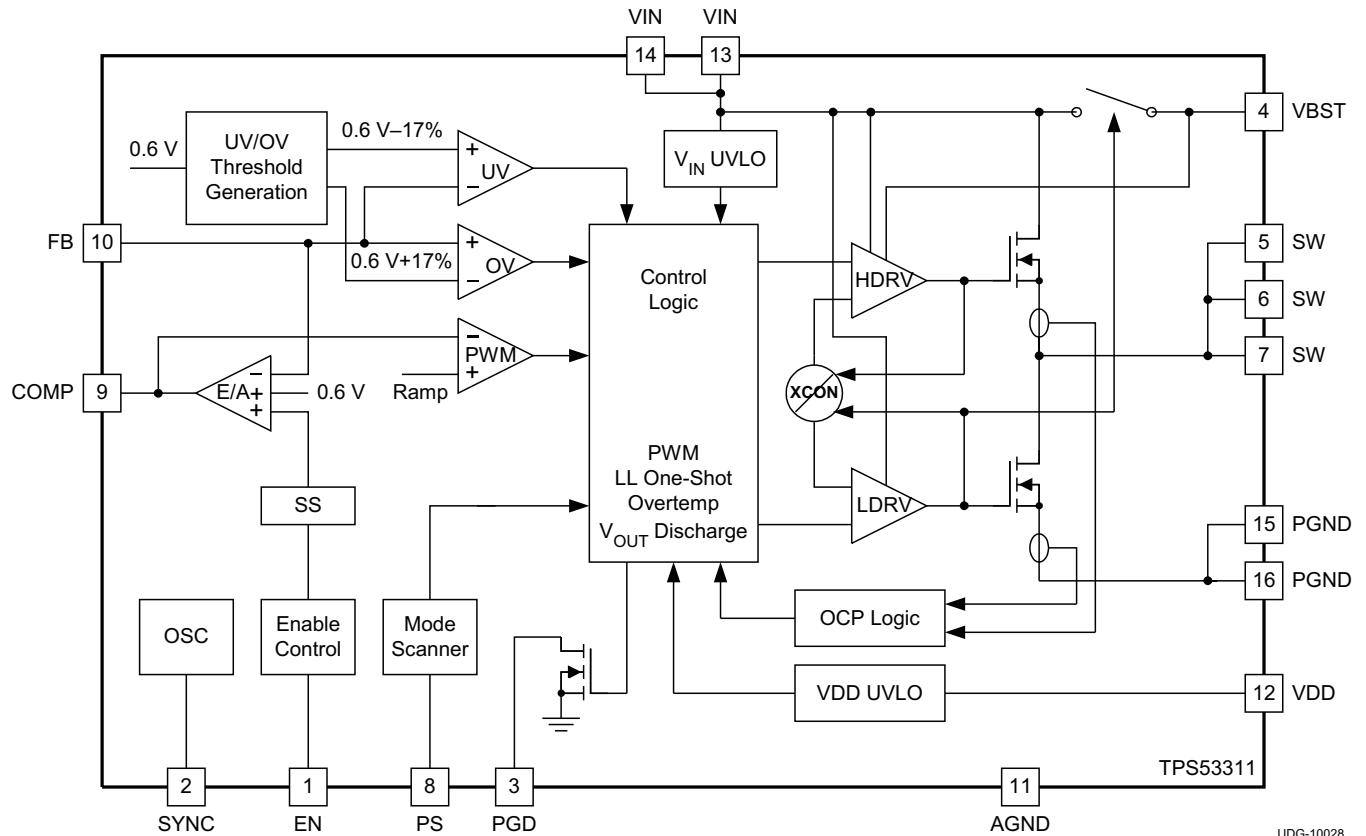 VIN
VIN
14
13
4
VBST
UV/OV
Threshold
Generation
0.6 V
0.6 V–17%
+
UV
–
VIN UVLO
FB
10
0.6 V+17%
+
OV
–
Control
Logic
HDRV
5
SW
6
SW
7
SW
–
PWM
+
Ramp
COMP
9
E/A
–
+
+
0.6 V
XCON
PWM
LL One-Shot
Overtemp
VOUT Discharge
LDRV
SS
15
PGND
16
PGND
OSC
Enable
Control
Mode
Scanner
OCP Logic
VDD UVLO
12
VDD
TPS53311
2
1
8
3
11
SYNC
EN
PS
PGD
AGND
UDG-10028